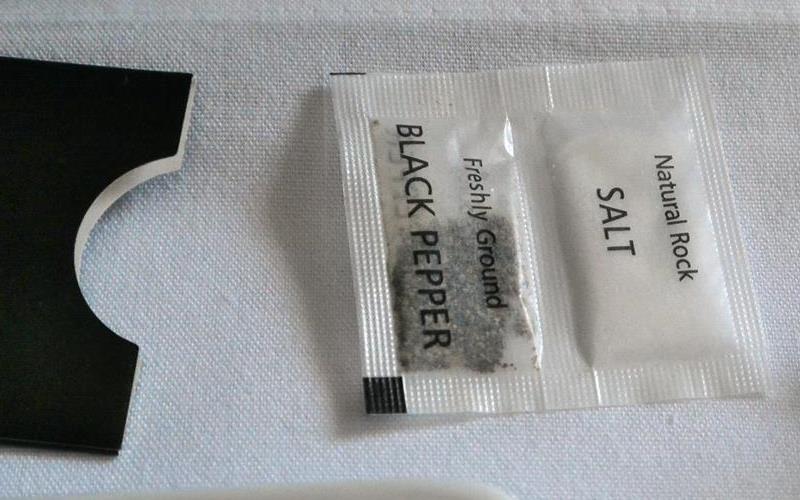 Natural Rock
SALT
Freshly Ground
BLACK PEPPER